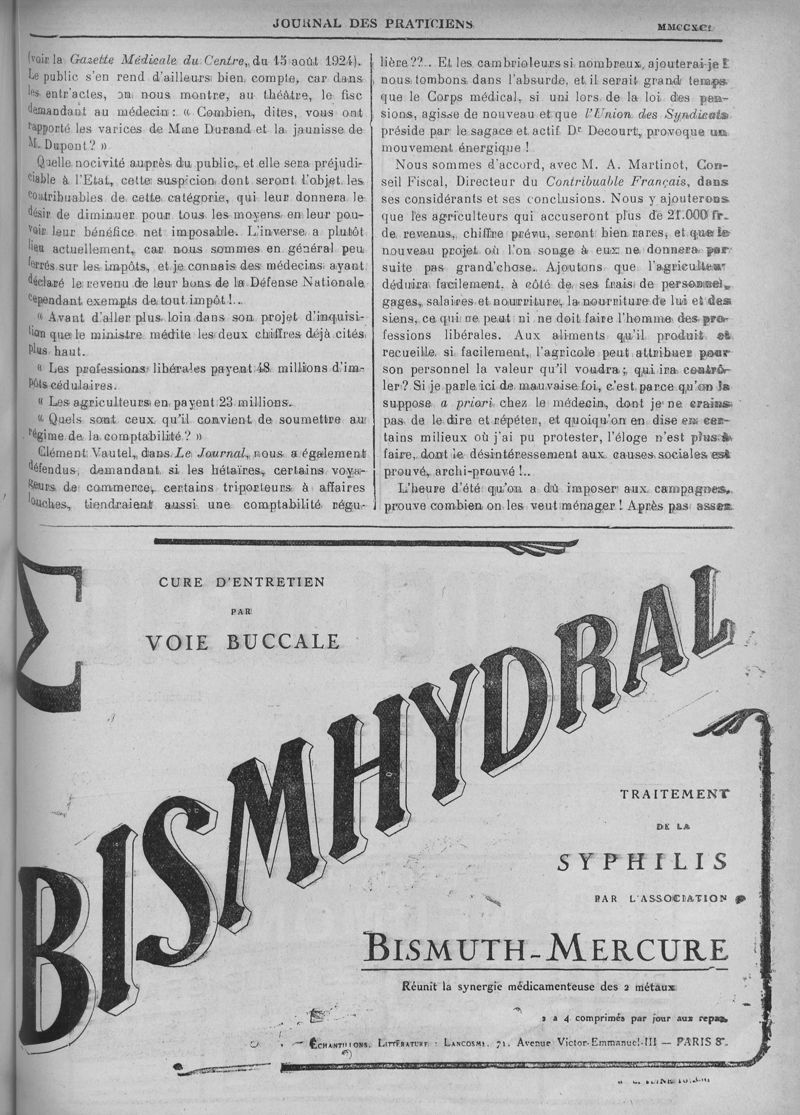 JOURNAL DES PRATICIENS
MMCCXCI
(voir la Gazette Médicale du Centre, du 15 août 1924).
Le public s'en rend d'ailleurs bien compte, car dans
les entr'actes, on nous montre, au théâtre, le fisc
demandant au médecin : « Combien, dites, vous ont
rapporté les varices de Mme Durand et la jaunisse de
M. Dupont ? »
Quelle nocivité auprès du public, et elle sera préjudi-
ciable à l'Etat, cette suspicion dont seront l'objet les
contribuables de cette catégorie, qui leur donnera le
désir de diminuer pour tous les moyens en leur pou-
voir leur bénéfice net imposable. L'inverse a plutôt
lieu actuellement, car nous sommes en général peu
ferrés sur les impôts, et je connais des médecins ayant
déclaré le revenu de leur bons de la Défense Nationale
cependant exempts de tout impôt !..
« Avant d'aller plus loin dans son projet d'inquisi-
tion que le ministre médite les deux chiffres déjà cités
plus haut.
« Les professions libérales payent 48 millions d'im-
pôts cédulaires.
« Les agriculteurs en payent 23 millions.
« Quels sont ceux qu'il convient de soumettre au
régime de la comptabilité ? »
Clément Vautel, dans Le Journal, nous a également
défendus, demandant si les hétaïres, certains voya-
geurs de commerce, certains triporteurs à affaires
louches, tiendraient aussi une comptabilité régu-
lière ??.. Et les cambrioleurs si nombreux, ajouterai-je !
nous tombons dans l'absurde, et il serait grand temps
que le Corps médical, si uni lors de la loi des pen-
sions, agisse de nouveau et que l'Union des Syndicats
préside par le sagace et actif Dr Decourt, provoque un
mouvement énergique !
Nous sommes d'accord, avec M. A. Martinot, Con-
seil Fiscal, Directeur du Contribuable Français, dans
ses considérants et ses conclusions. Nous y ajouterons
que les agriculteurs qui accuseront plus de 21.000 fr.
de revenus, chiffre prévu, seront bien rares, et que le
nouveau projet où l'on songe à eux ne donnera par
suite pas grand'chose. Ajoutons que l'agriculteur
déduira facilement, à côté de ses frais de personnel,
gages, salaires et nourriture, la nourriture de lui et des
siens, ce qui ne peut ni ne doit faire l'homme des pro-
fessions libérales. Aux aliments qu'il produit et
recueille si facilement, l'agricole peut attribuer pour
son personnel la valeur qu'il voudra ; qui ira contrô-
ler ? Si je parle ici de mauvaise foi, c'est parce qu'on la
suppose a priori chez le médecin, dont je ne crains
pas de le dire et répéter, et quoiqu'on en dise en cer-
tains milieux où j'ai pu protester, l'éloge n'est plus à
faire, dont le désintéressement aux causes sociales est
prouvé, archi-prouvé !..
L'heure d'été qu'on a dû imposer aux campagnes,
prouve combien on les veut ménager ! Après pas assez
CURE D'ENTRETIEN
PAR
VOIE BUCCALE
BISMHYDRAL
TRAITEMENT
DE LA
SYPHILIS
PAR L'ASSOCIATION
BISMUTH-MERCURE
Réunit la synergie médicamenteuse des 2 métaux
2 à 4 comprimés par jour aux repas.
ÉCHANTILLONS, LITTÉRATURE : LANCOSME, 71, Avenue Victor-Emmanuel-III — PARIS 8e.